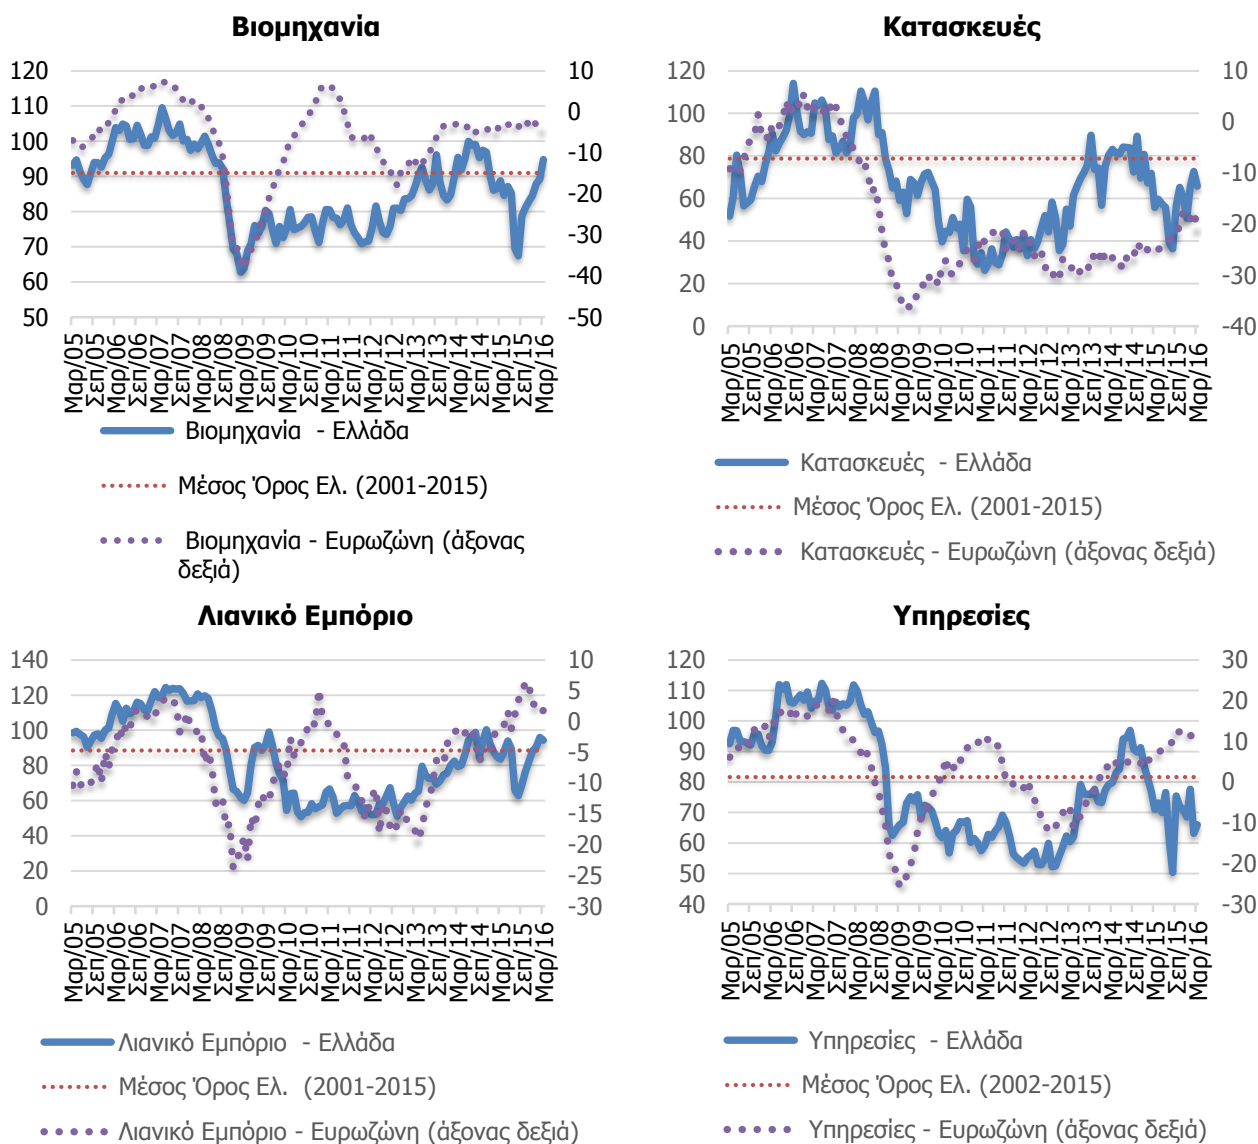 Βιομηχανία
120
110
100
90
80
70
60
50
10
0
-10
-20
-30
-40
-50
Μαρ/05
Σεπ/05
Μαρ/06
Σεπ/06
Μαρ/07
Σεπ/07
Μαρ/08
Σεπ/08
Μαρ/09
Σεπ/09
Μαρ/10
Σεπ/10
Μαρ/11
Σεπ/11
Μαρ/12
Σεπ/12
Μαρ/13
Σεπ/13
Μαρ/14
Σεπ/14
Μαρ/15
Σεπ/15
Μαρ/16
Βιομηχανία - Ελλάδα
Μέσος Όρος Ελ. (2001-2015)
Βιομηχανία - Ευρωζώνη (άξονας
δεξιά)
Κατασκευές
120
100
80
60
40
20
0
10
0
-10
-20
-30
-40
Μαρ/05
Σεπ/05
Μαρ/06
Σεπ/06
Μαρ/07
Σεπ/07
Μαρ/08
Σεπ/08
Μαρ/09
Σεπ/09
Μαρ/10
Σεπ/10
Μαρ/11
Σεπ/11
Μαρ/12
Σεπ/12
Μαρ/13
Σεπ/13
Μαρ/14
Σεπ/14
Μαρ/15
Σεπ/15
Μαρ/16
Κατασκευές - Ελλάδα
Μέσος Όρος Ελ. (2001-2015)
Κατασκευές - Ευρωζώνη (άξονας δεξιά)
Λιανικό Εμπόριο
140
120
100
80
60
40
20
0
10
5
0
-5
-10
-15
-20
-25
-30
Μαρ/05
Σεπ/05
Μαρ/06
Σεπ/06
Μαρ/07
Σεπ/07
Μαρ/08
Σεπ/08
Μαρ/09
Σεπ/09
Μαρ/10
Σεπ/10
Μαρ/11
Σεπ/11
Μαρ/12
Σεπ/12
Μαρ/13
Σεπ/13
Μαρ/14
Σεπ/14
Μαρ/15
Σεπ/15
Μαρ/16
Λιανικό Εμπόριο - Ελλάδα
Μέσος Όρος Ελ. (2001-2015)
Λιανικό Εμπόριο - Ευρωζώνη (άξονας δεξιά)
Υπηρεσίες
120
110
100
90
80
70
60
50
40
30
20
10
0
-10
-20
-30
Μαρ/05
Σεπ/05
Μαρ/06
Σεπ/06
Μαρ/07
Σεπ/07
Μαρ/08
Σεπ/08
Μαρ/09
Σεπ/09
Μαρ/10
Σεπ/10
Μαρ/11
Σεπ/11
Μαρ/12
Σεπ/12
Μαρ/13
Σεπ/13
Μαρ/14
Σεπ/14
Μαρ/15
Σεπ/15
Μαρ/16
Υπηρεσίες - Ελλάδα
Μέσος Όρος Ελ. (2002-2015)
Υπηρεσίες - Ευρωζώνη (άξονας δεξιά)